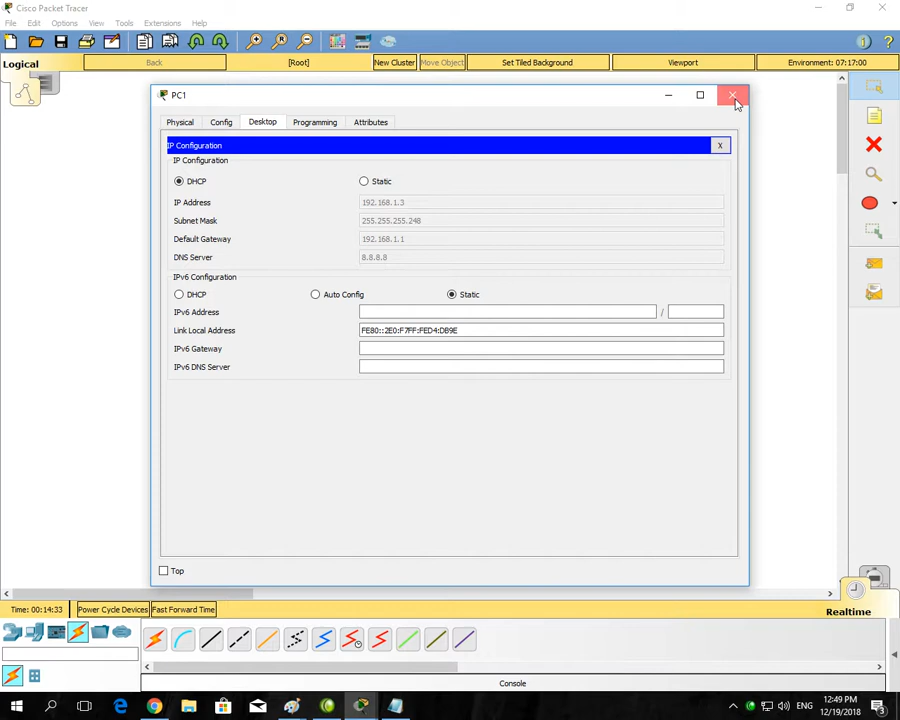 Cisco Packet Tracer
File Edit Options View Tools Extensions Help
Logical Back [Root] New Cluster Move Object Set Tiled Background Viewport Environment: 07:17:00
PC1
Physical Config Desktop Programming Attributes
IP Configuration X
IP Configuration
DHCP Static
IP Address 192.168.1.3
Subnet Mask 255.255.255.248
Default Gateway 192.168.1.1
DNS Server 8.8.8.8
IPv6 Configuration
DHCP Auto Config Static
IPv6 Address /
Link Local Address FE80::2E0:F7FF:FED4:DB9E
IPv6 Gateway
IPv6 DNS Server
Top
Time: 00:14:33 Power Cycle Devices Fast Forward Time Realtime
Console
ENG 12:49 PM
12/19/2018
3